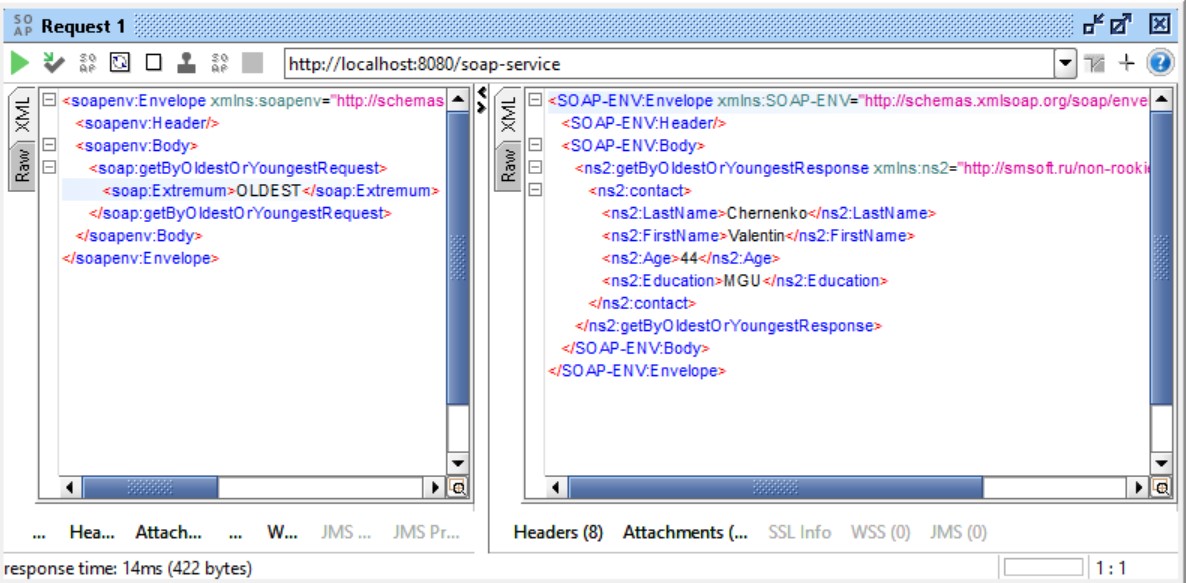 SO AP Request 1
SO AP SO AP http://localhost:8080/soap-service
XML
Raw
<soapenv:Envelope xmlns:soapenv="http://schemas
<soapenv:Header/>
<soapenv:Body>
<soap:getByOldestOrYoungestRequest>
<soap:Extremum>OLDEST</soap:Extremum>
</soap:getByOldestOrYoungestRequest>
</soapenv:Body>
</soapenv:Envelope>
XML
Raw
<SOAP-ENV:Envelope xmlns:SOAP-ENV="http://schemas.xmlsoap.org/soap/enve
<SOAP-ENV:Header/>
<SOAP-ENV:Body>
<ns2:getByOldestOrYoungestResponse xmlns:ns2="http://smsoft.ru/non-rooki
<ns2:contact>
<ns2:LastName>Chernenko</ns2:LastName>
<ns2:FirstName>Valentin</ns2:FirstName>
<ns2:Age>44</ns2:Age>
<ns2:Education>MGU</ns2:Education>
</ns2:contact>
</ns2:getByOldestOrYoungestResponse>
</SOAP-ENV:Body>
</SOAP-ENV:Envelope>
... Hea... Attach... ... W... JMS ... JMS Pr...
Headers (8) Attachments (... SSL Info WSS (0) JMS (0)
response time: 14ms (422 bytes)
1 : 1